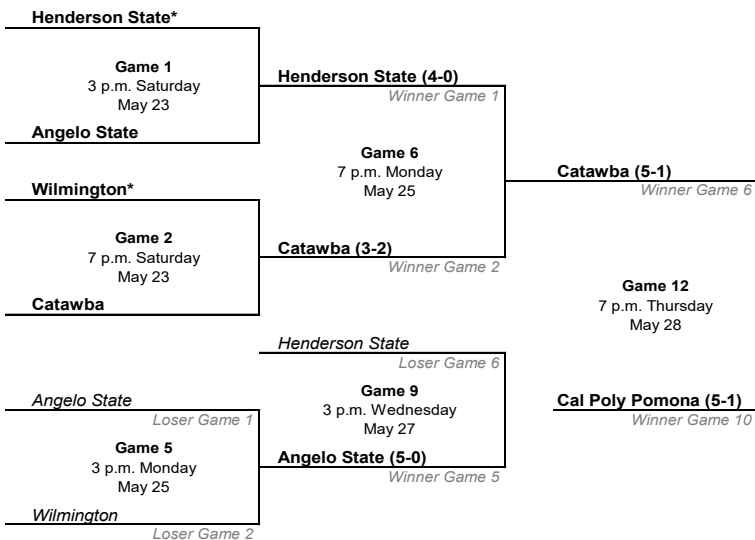 Henderson State*
Game 1
3 p.m. Saturday
May 23
Angelo State
Henderson State (4-0)
Winner Game 1
Game 6
7 p.m. Monday
May 25
Catawba (5-1)
Winner Game 6
Wilmington*
Game 2
7 p.m. Saturday
May 23
Catawba
Catawba (3-2)
Winner Game 2
Game 12
7 p.m. Thursday
May 28
Henderson State
Loser Game 6
Game 9
3 p.m. Wednesday
May 27
Cal Poly Pomona (5-1)
Winner Game 10
Angelo State
Loser Game 1
Game 5
3 p.m. Monday
May 25
Angelo State (5-0)
Winner Game 5
Wilmington
Loser Game 2